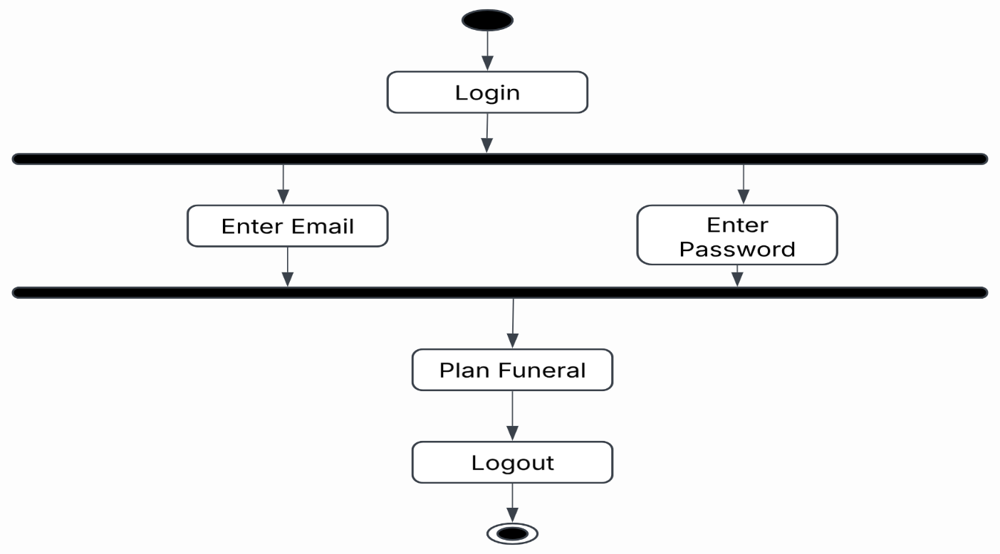 Login
Enter Email
Enter
Password
Plan Funeral
Logout